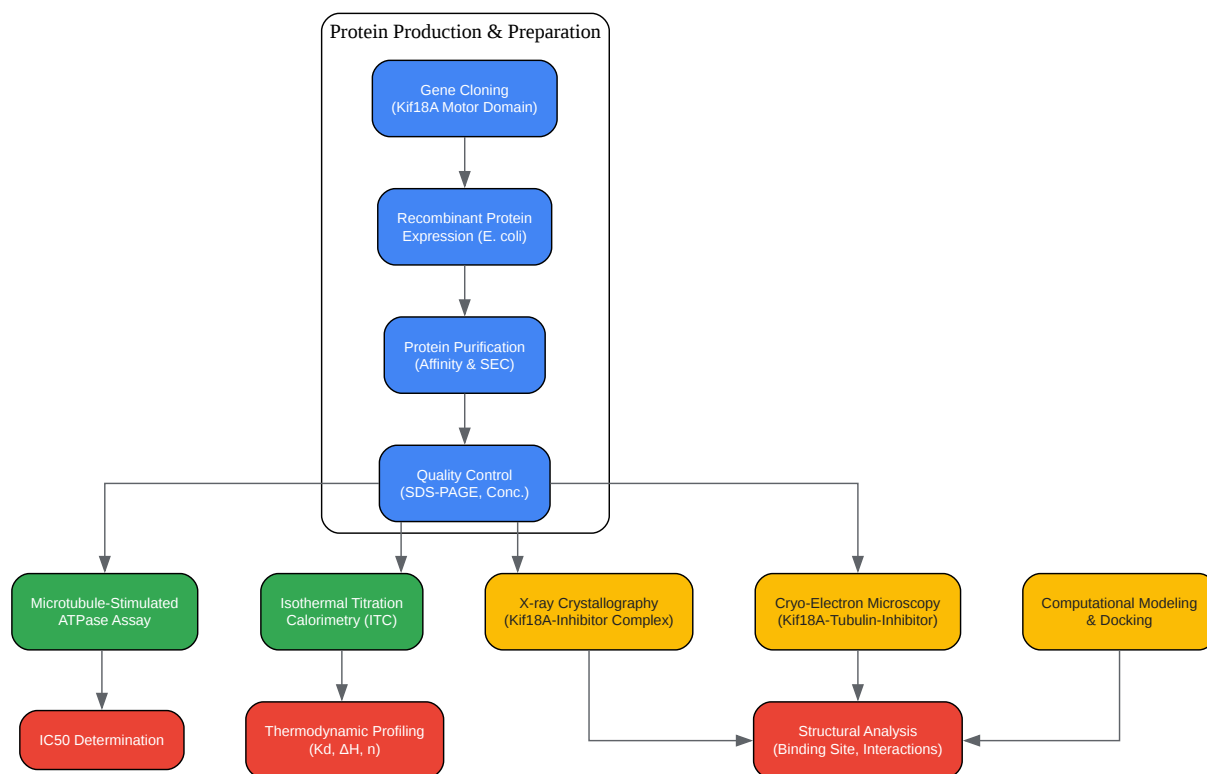 Protein Production & Preparation
Gene Cloning
(Kif18A Motor Domain)
Recombinant Protein
Expression (E. coli)
Protein Purification
(Affinity & SEC)
Quality Control
(SDS-PAGE, Conc.)
Microtubule-Stimulated
ATPase Assay
Isothermal Titration
Calorimetry (ITC)
X-ray Crystallography
(Kif18A-Inhibitor Complex)
Cryo-Electron Microscopy
(Kif18A-Tubulin-Inhibitor)
Computational Modeling
& Docking
IC50 Determination
Thermodynamic Profiling
(Kd, ΔH, n)
Structural Analysis
(Binding Site, Interactions)